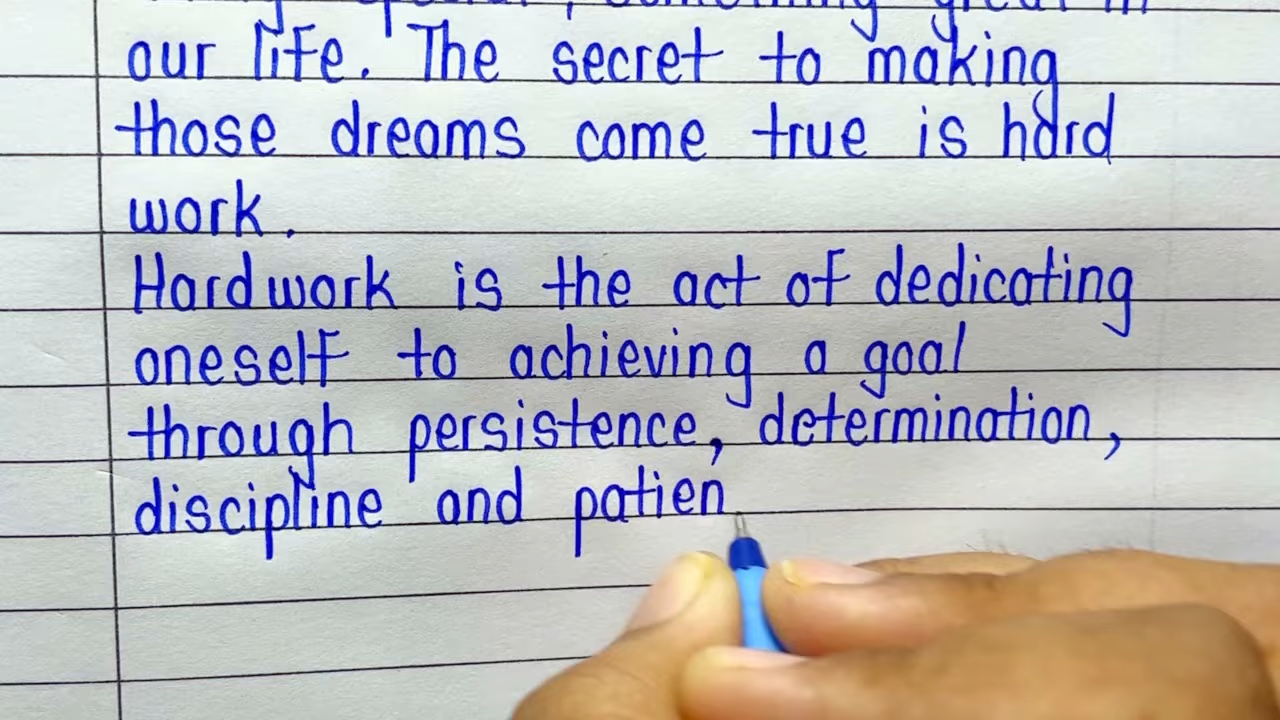 our life. The secret to making
those dreams come true is hard
work.
Hardwork is the act of dedicating
oneself to achieving a goal
through persistence, determination,
discipline and patien